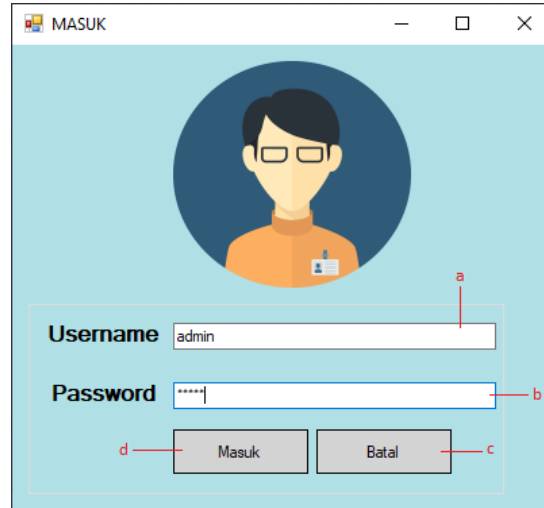 MASUK
a
Username admin
Password *****
b
d Masuk Batal c